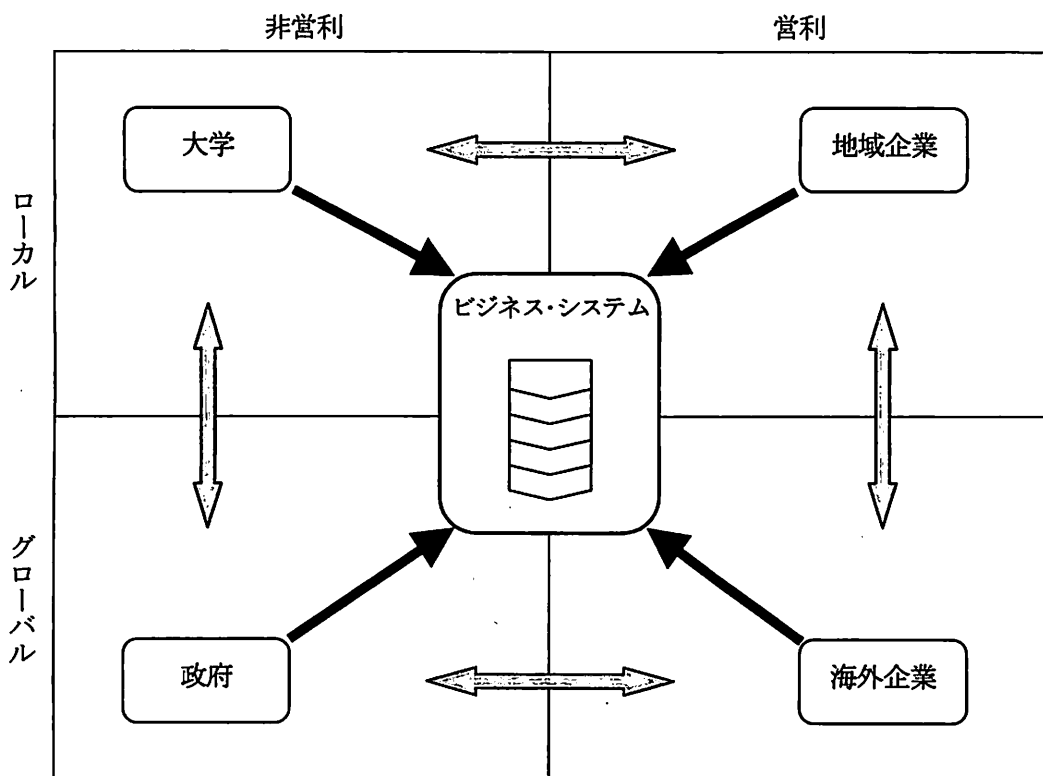 非営利
営利
大学
地域企業
ローカル
ビジネス・システム
グローバル
政府
海外企業